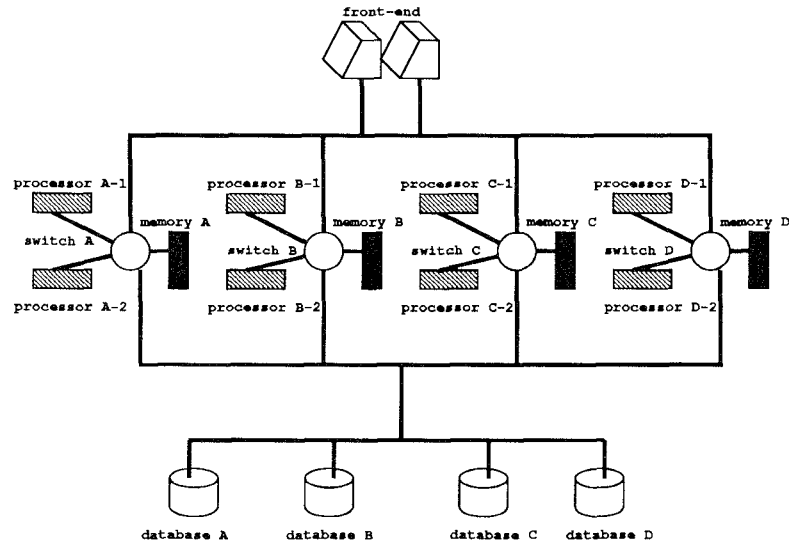 front-end
processor A-1
processor B-1
processor C-1
processor D-1
memory A
memory B
memory C
memory D
switch A
switch B
switch C
switch D
processor A-2
processor B-2
processor C-2
processor D-2
database A
database B
database C
database D